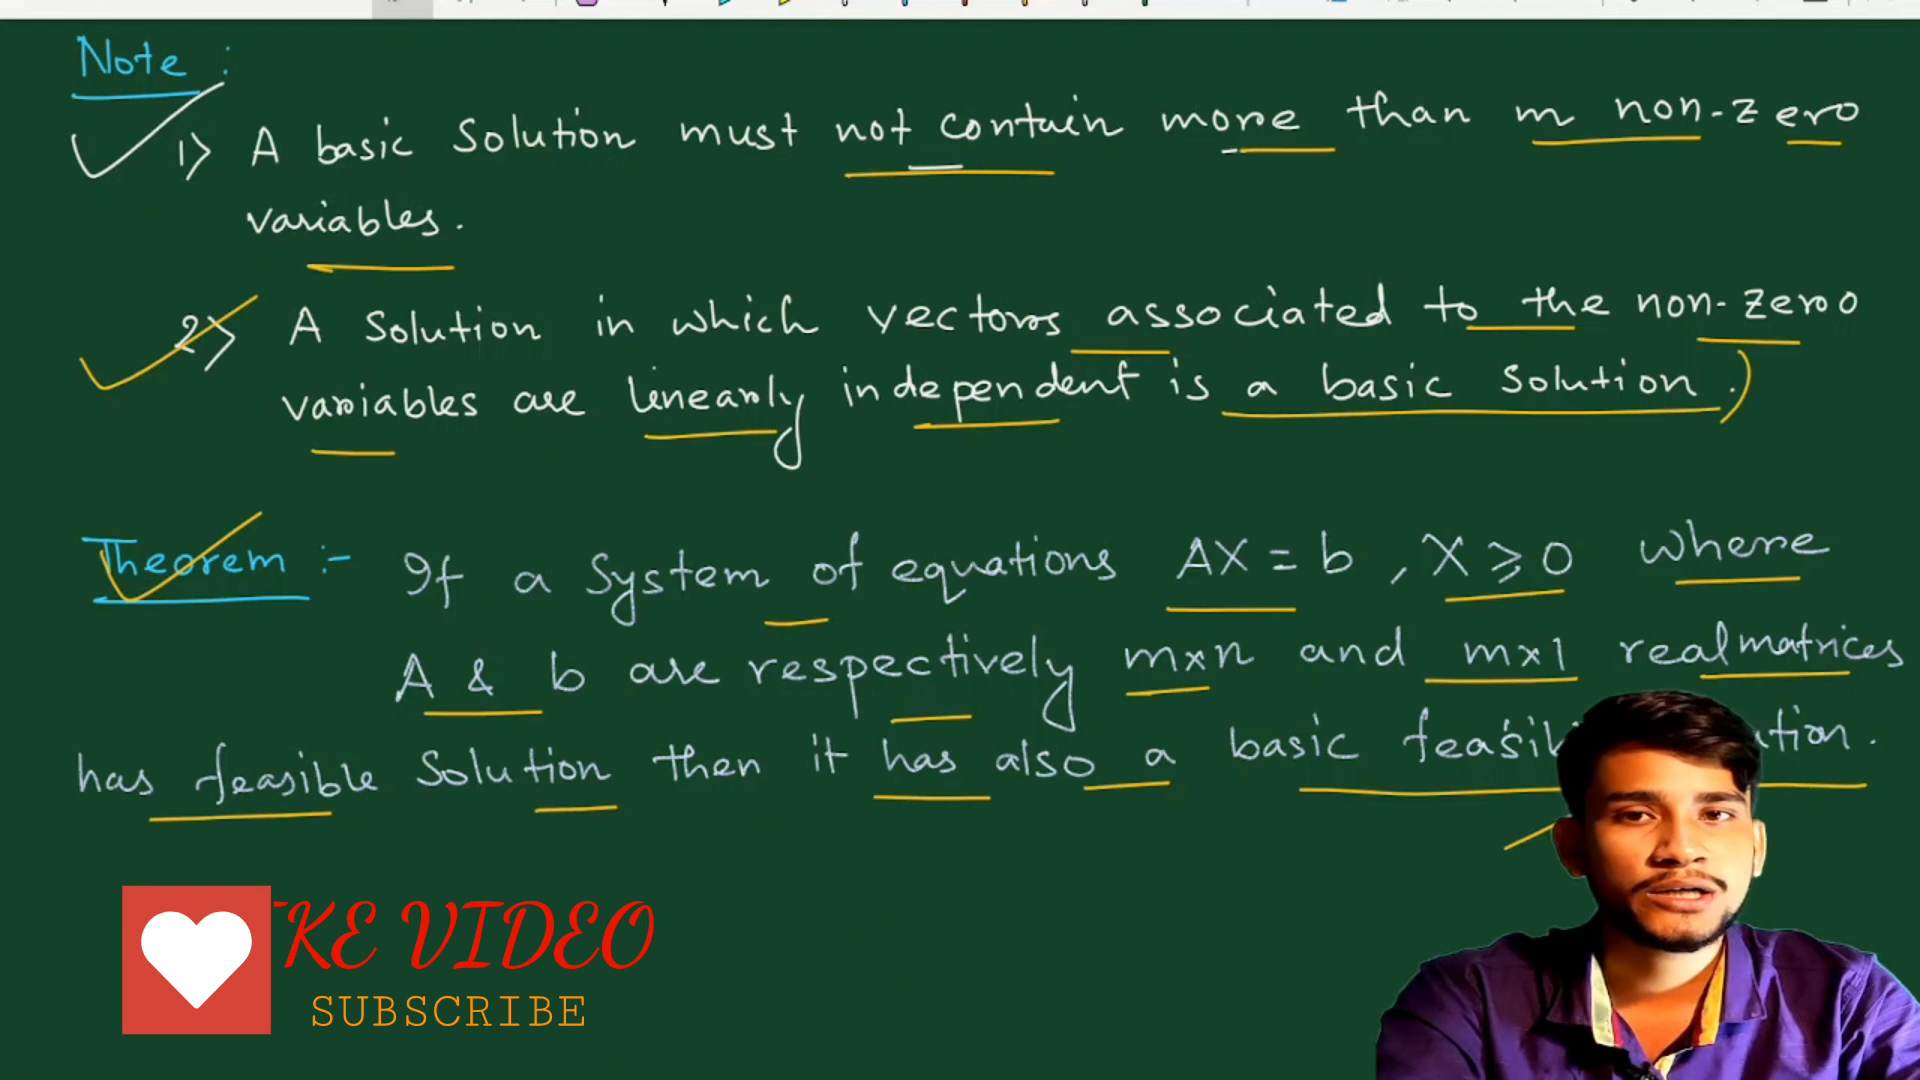 Note :
1) A basic solution must not contain more than m non-zero
variables.
2) A solution in which vectors associated to the non-zeroo
variables are linearly independent is a basic solution.)
Theorem :- If a system of equations AX = b , X ⩾ 0 where
A & b are respectively m×n and m×1 real matrices
has feasible solution then it has also a basic
KE VIDEO
SUBSCRIBE